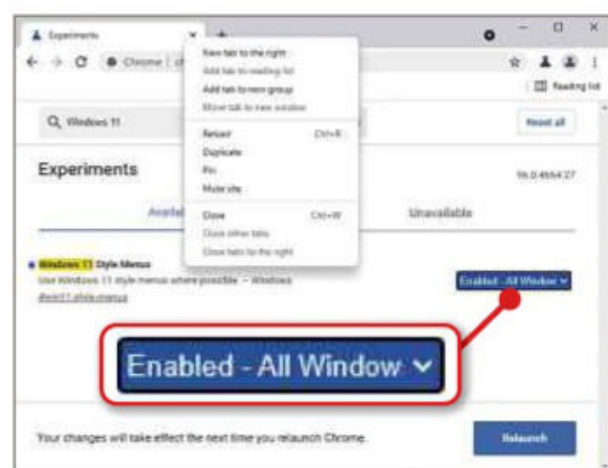 Experiments
Chrome
Reading list
New tab to the right
Add tab to reading list
Add tab to new group
Move tab to new window
Reload Ctrl+R
Duplicate
Pin
Mute site
Close Ctrl+W
Close other tabs
Close tabs to the right
Windows 11
Reset all
Experiments
96.0.4664.27
Unavailable
Windows 11 Style Menus
Use Windows 11 style menus where possible. – Windows
#win11-style-menus
Enabled - All Window
Enabled - All Window
Your changes will take effect the next time you relaunch Chrome.
Relaunch